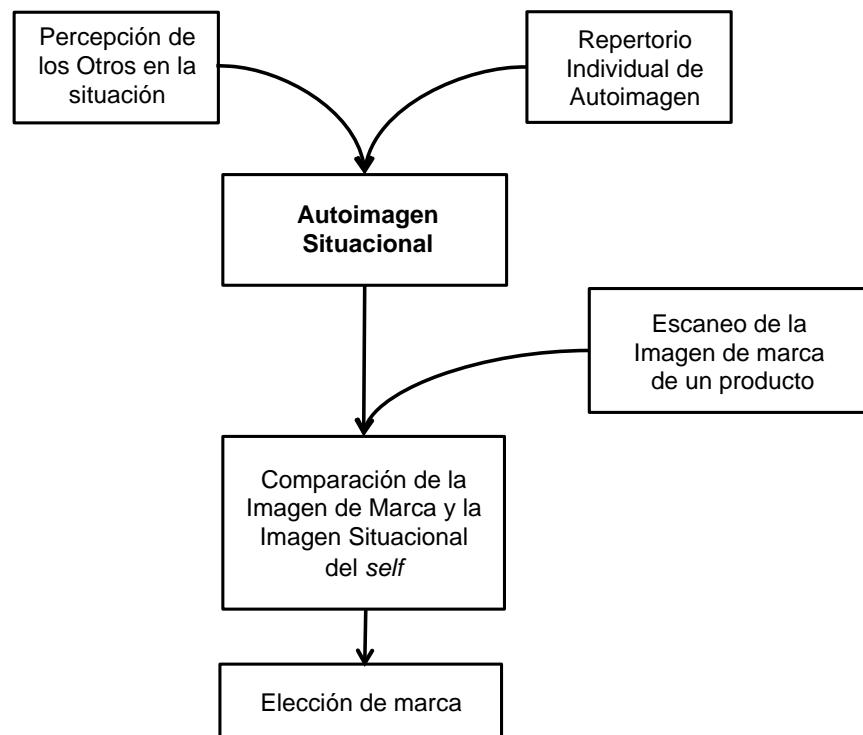 Percepción de
los Otros en la
situación
Repertorio
Individual de
Autoimagen
Autoimagen
Situacional
Escaneo de la
Imagen de marca
de un producto
Comparación de la
Imagen de Marca y la
Imagen Situacional
del self
Elección de marca